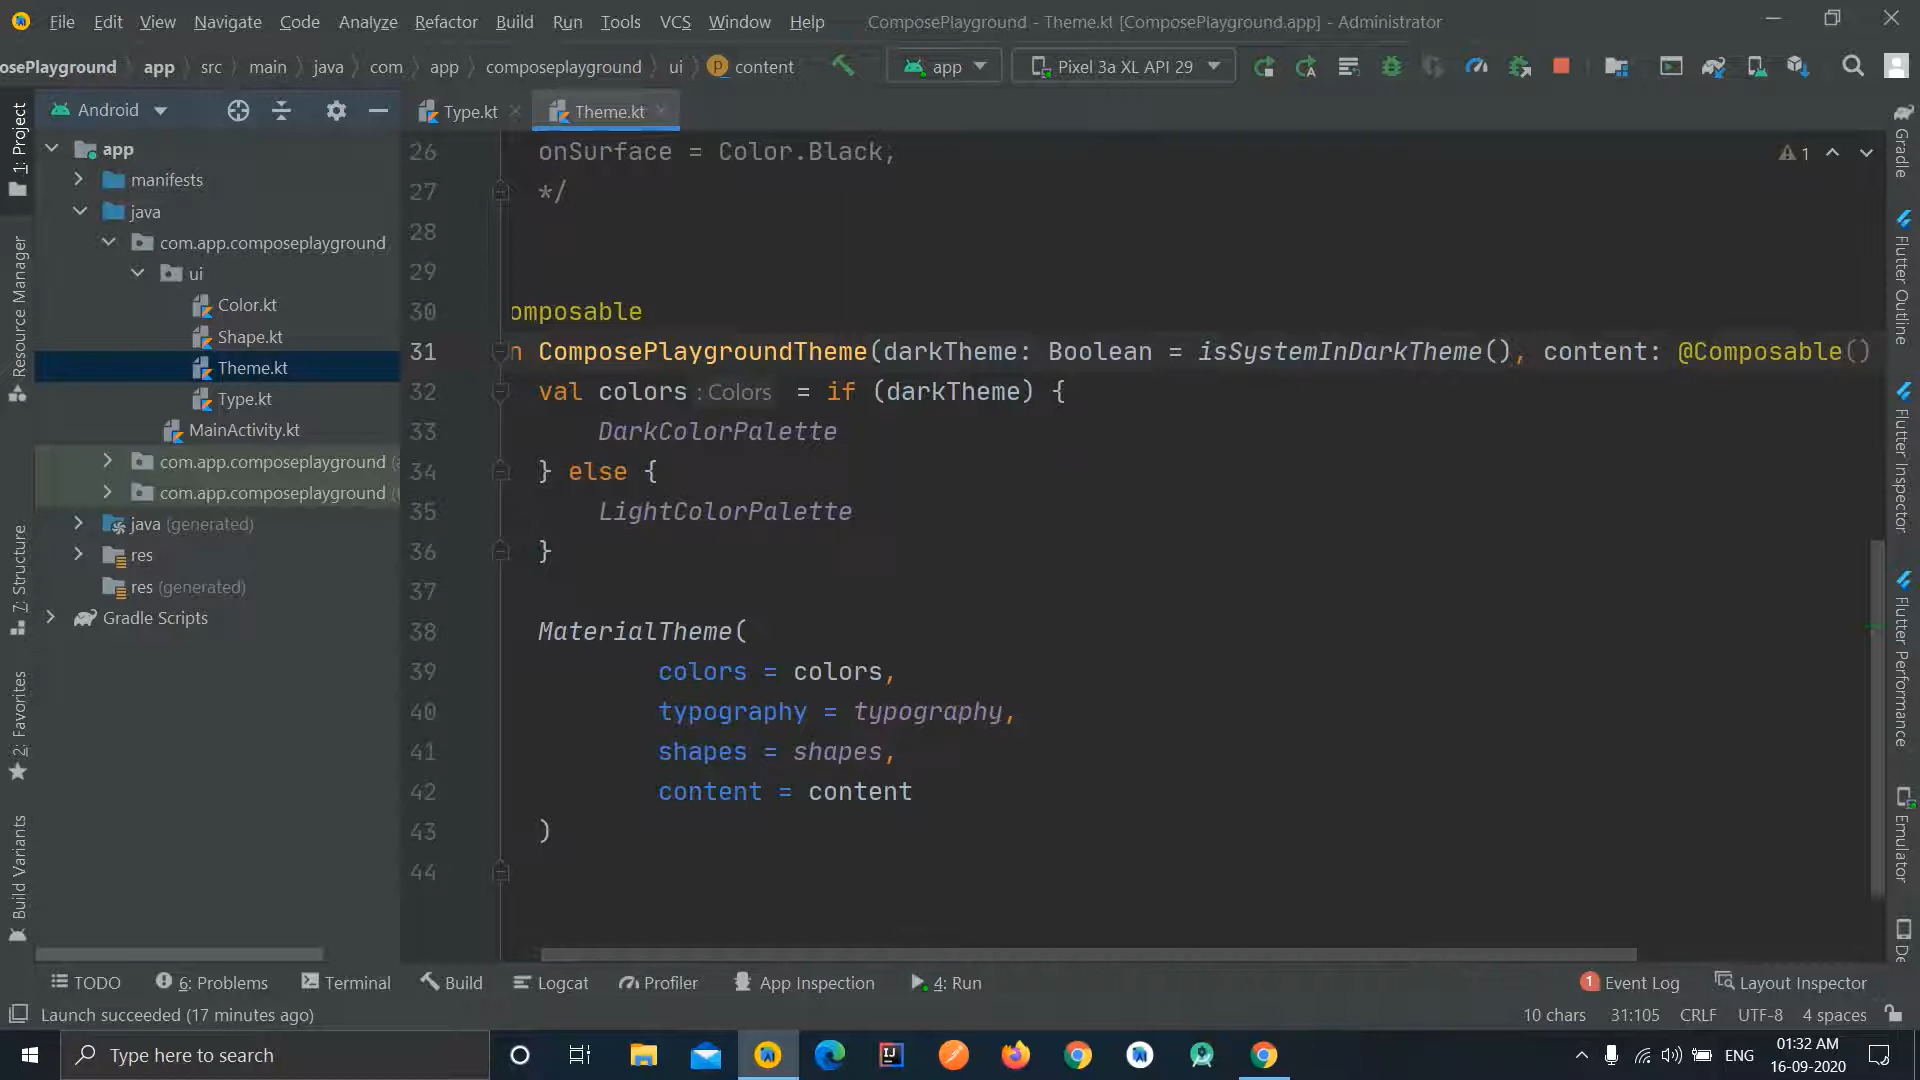 File Edit View Navigate Code Analyze Refactor Build Run Tools VCS Window Help ComposePlayground - Theme.kt [ComposePlayground.app] - Administrator
osePlayground app src main java com app composeplayground ui content app Pixel 3a XL API 29
Android
Type.kt
Theme.kt
1: Project
Resource Manager
7: Structure
2: Favorites
Build Variants
app
manifests
java
com.app.composeplayground
ui
Color.kt
Shape.kt
Theme.kt
Type.kt
MainActivity.kt
com.app.composeplayground
com.app.composeplayground
java (generated)
res
res (generated)
Gradle Scripts
26 onSurface = Color.Black,
27 */
28
29
30 omposable
31 n ComposePlaygroundTheme(darkTheme: Boolean = isSystemInDarkTheme(), content: @Composable()
32 val colors : Colors = if (darkTheme) {
33 DarkColorPalette
34 } else {
35 LightColorPalette
36 }
37
38 MaterialTheme(
39 colors = colors,
40 typography = typography,
41 shapes = shapes,
42 content = content
43 )
44
1
Gradle
Flutter Outline
Flutter Inspector
Flutter Performance
Emulator
TODO 6: Problems Terminal Build Logcat Profiler App Inspection 4: Run 1 Event Log Layout Inspector
Launch succeeded (17 minutes ago) 10 chars 31:105 CRLF UTF-8 4 spaces
Type here to search
ENG
01:32 AM
16-09-2020